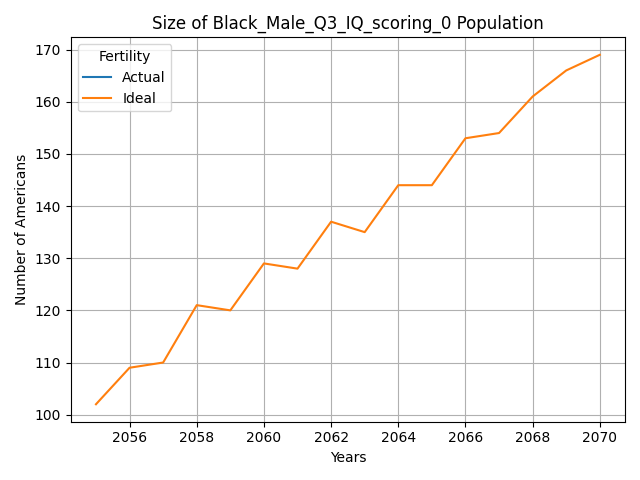 Size of Black_Male_Q3_IQ_scoring_0 Population
Fertility
Actual
Ideal
Number of Americans
170
160
150
140
130
120
110
100
2056 2058 2060 2062 2064 2066 2068 2070
Years